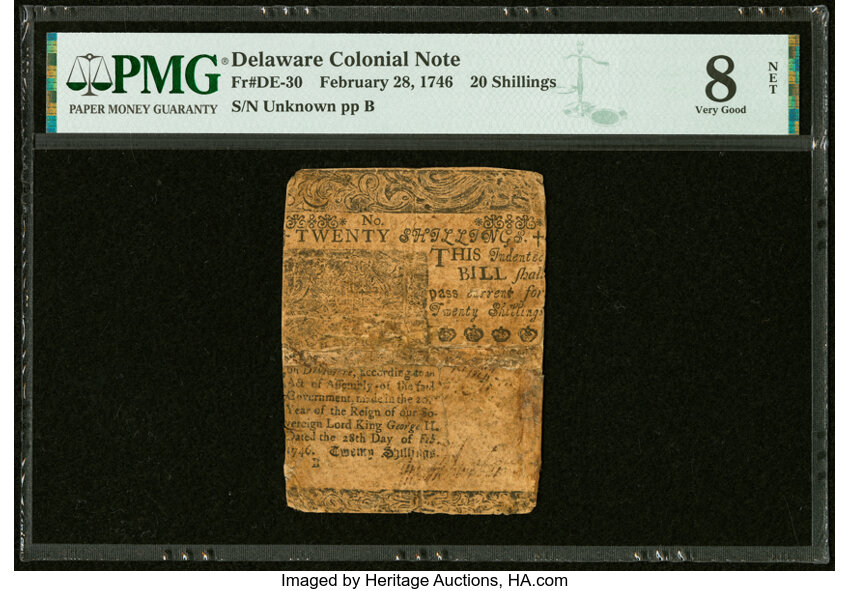 PMG
PAPER MONEY GUARANTY
Delaware Colonial Note
Fr#DE-30 February 28, 1746 20 Shillings
S/N Unknown pp B
8
Very Good
NET
No.
TWENTY SHILLINGS.
THIS Indented
BILL shall
pass current for
Twenty Shillings
on Delaware, according to an
Act of Assembly of the said
Government, made in the 20.
Year of the Reign of our So-
vereign Lord King George II.
Dated the 28th Day of Feb.
1746. Twenty Shillings.
B
Imaged by Heritage Auctions, HA.com